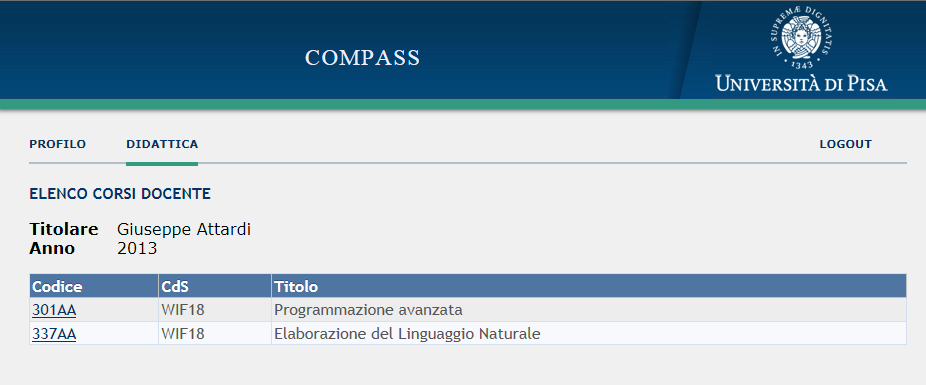 COMPASS
IN SUPREMÆ DIGNITATIS
· 1343 ·
UNIVERSITÀ DI PISA
PROFILO DIDATTICA LOGOUT
ELENCO CORSI DOCENTE
Titolare Giuseppe Attardi
Anno 2013
Codice CdS Titolo
301AA WIF18 Programmazione avanzata
337AA WIF18 Elaborazione del Linguaggio Naturale